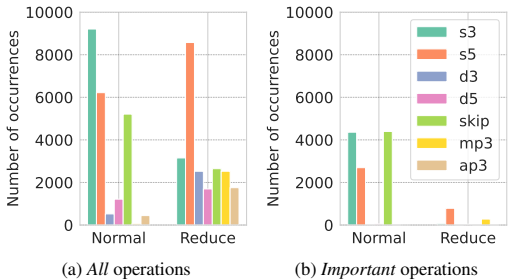 10000
8000
6000
4000
2000
0
Number of occurrences
Normal
Reduce
(a) All operations
10000
8000
6000
4000
2000
0
Number of occurrences
s3
s5
d3
d5
skip
mp3
ap3
Normal
Reduce
(b) Important operations